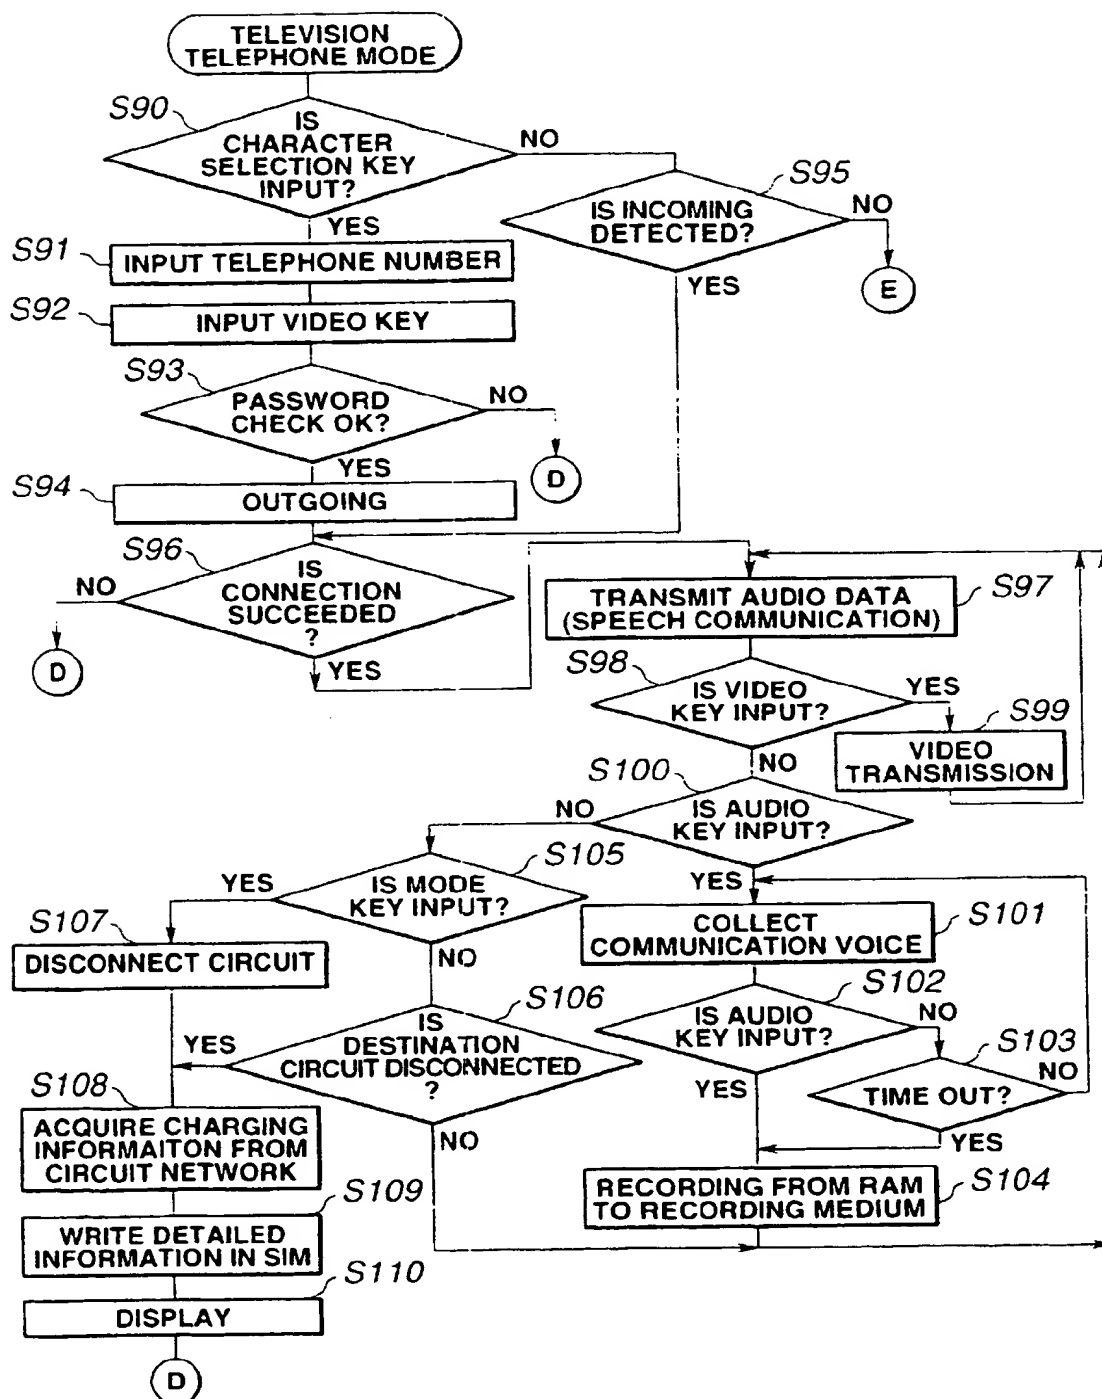 TELEVISION
TELEPHONE MODE
S90
IS
CHARACTER
SELECTION KEY
INPUT?
NO
YES
S95
IS INCOMING
DETECTED?
NO
YES
E
S91
INPUT TELEPHONE NUMBER
S92
INPUT VIDEO KEY
S93
PASSWORD
CHECK OK?
NO
YES
D
S94
OUTGOING
S96
IS
CONNECTION
SUCCEEDED
?
NO
YES
D
S97
TRANSMIT AUDIO DATA
(SPEECH COMMUNICATION)
S98
IS VIDEO
KEY INPUT?
YES
NO
S99
VIDEO
TRANSMISSION
S100
IS AUDIO
KEY INPUT?
NO
YES
S105
IS MODE
KEY INPUT?
YES
NO
S101
COLLECT
COMMUNICATION VOICE
S107
DISCONNECT CIRCUIT
S102
IS AUDIO
KEY INPUT?
NO
YES
S106
IS
DESTINATION
CIRCUIT DISCONNECTED
?
YES
NO
S103
TIME OUT?
NO
YES
S108
ACQUIRE CHARGING
INFORMAITON FROM
CIRCUIT NETWORK
S104
RECORDING FROM RAM
TO RECORDING MEDIUM
S109
WRITE DETAILED
INFORMATION IN SIM
S110
DISPLAY
D